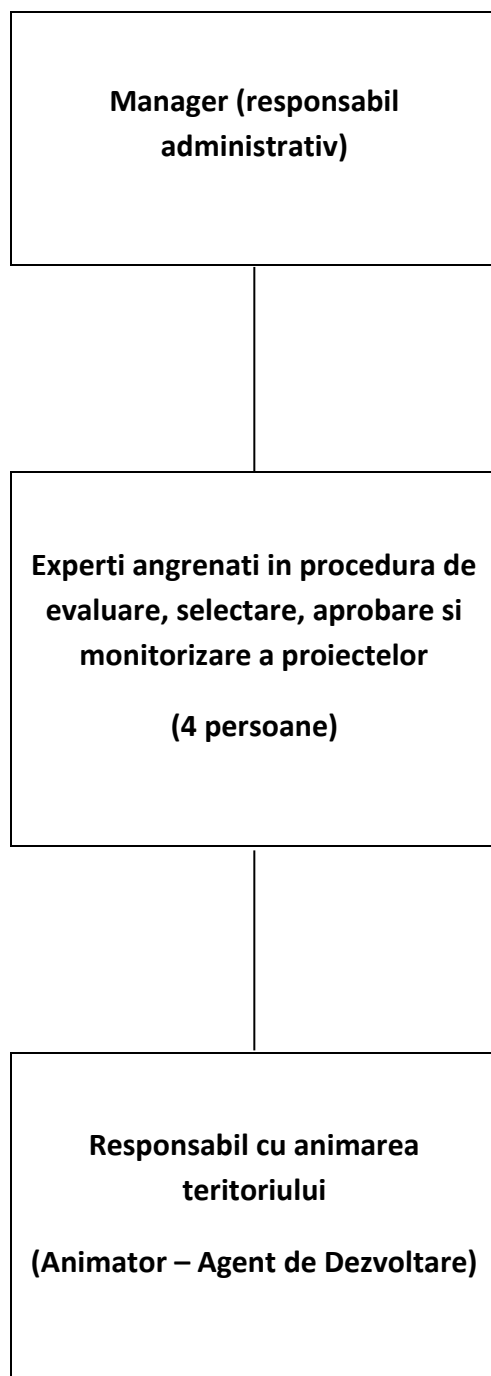 Manager (responsabil
administrativ)
Experti angrenati in procedura de
evaluare, selectare, aprobare si
monitorizare a proiectelor
(4 persoane)
Responsabil cu animarea
teritoriului
(Animator – Agent de Dezvoltare)